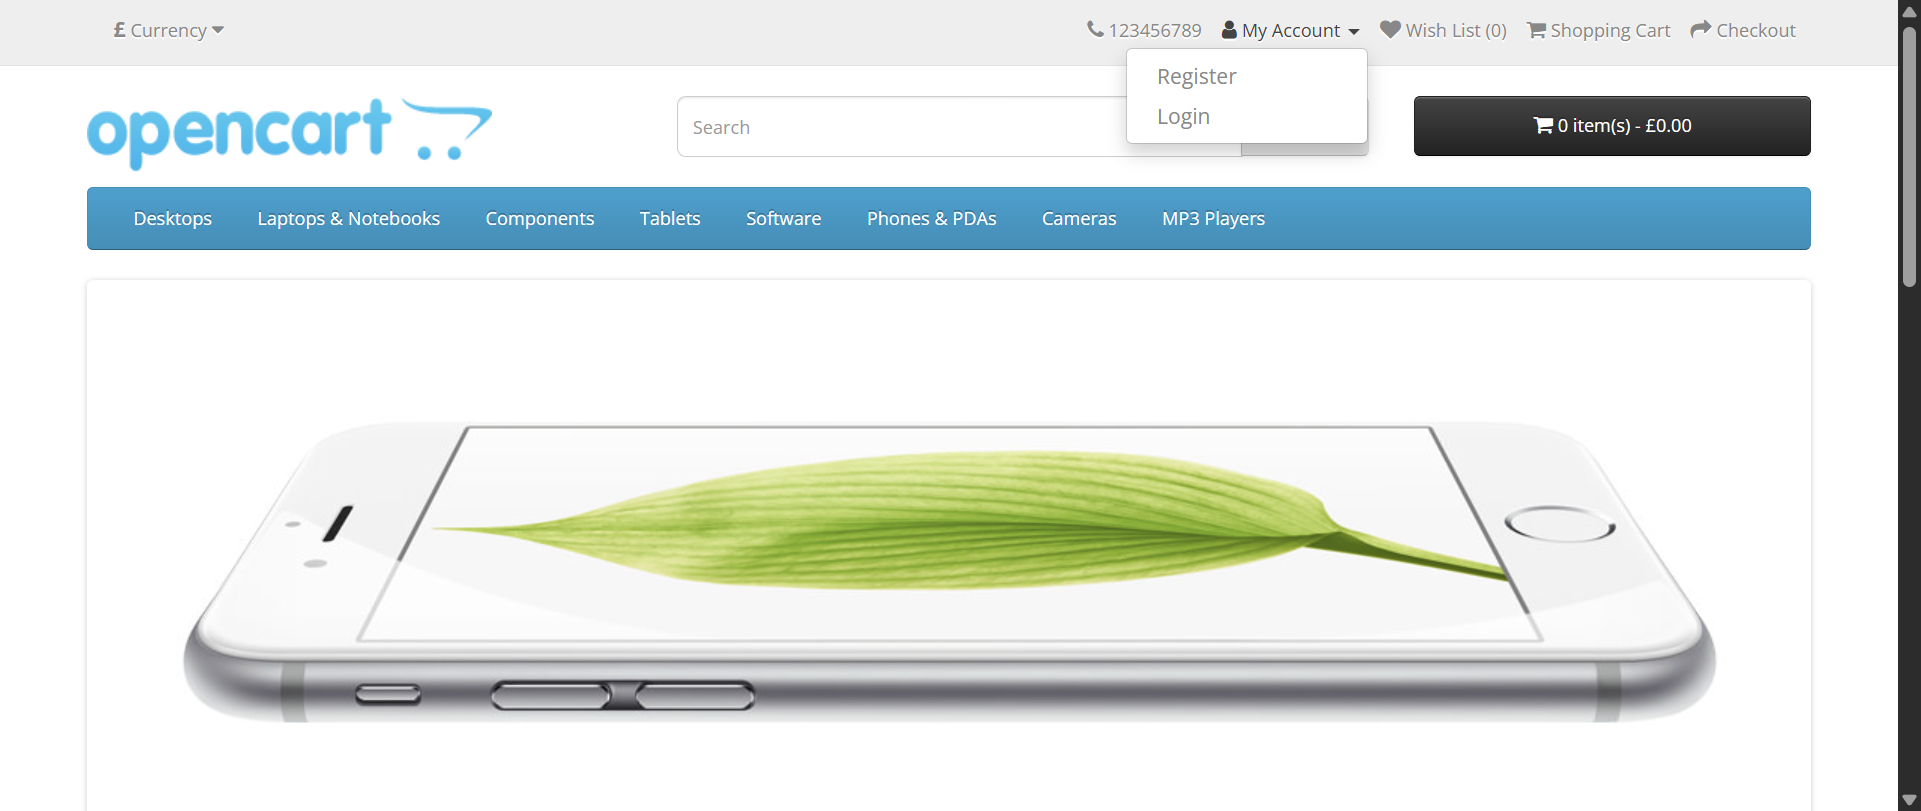 £ Currency
123456789 My Account Wish List (0) Shopping Cart Checkout
Register
Login
opencart
Search
0 item(s) - £0.00
Desktops Laptops & Notebooks Components Tablets Software Phones & PDAs Cameras MP3 Players